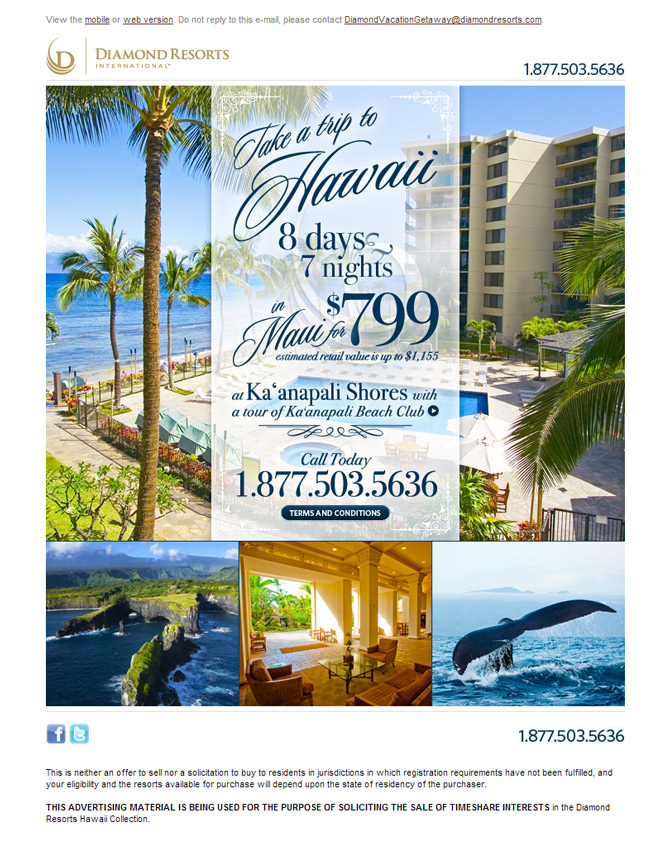 View the mobile or web version. Do not reply to this e-mail, please contact DiamondVacationGetaway@diamondresorts.com.
DIAMOND RESORTS
INTERNATIONAL®
1.877.503.5636
Take a trip to
Hawaii
8 days &
7 nights
in
Maui for $799
estimated retail value is up to $1,155
at Ka‘anapali Shores with
a tour of Ka‘anapali Beach Club
Call Today
1.877.503.5636
TERMS AND CONDITIONS
1.877.503.5636
This is neither an offer to sell nor a solicitation to buy to residents in jurisdictions in which registration requirements have not been fulfilled, and
your eligibility and the resorts available for purchase will depend upon the state of residency of the purchaser.
THIS ADVERTISING MATERIAL IS BEING USED FOR THE PURPOSE OF SOLICITING THE SALE OF TIMESHARE INTERESTS in the Diamond
Resorts Hawaii Collection.